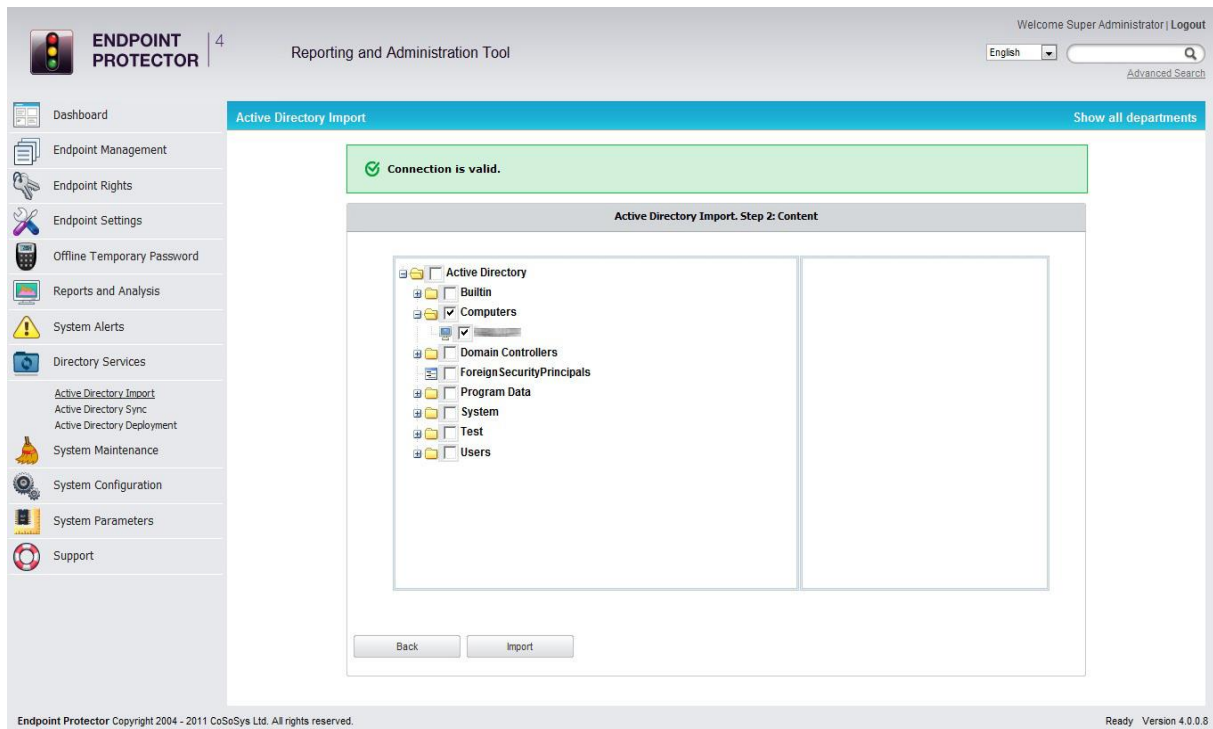 Welcome Super Administrator | Logout
ENDPOINT PROTECTOR 4
Reporting and Administration Tool
English
Advanced Search
Dashboard
Endpoint Management
Endpoint Rights
Endpoint Settings
Offline Temporary Password
Reports and Analysis
System Alerts
Directory Services
Active Directory Import
Active Directory Sync
Active Directory Deployment
System Maintenance
System Configuration
System Parameters
Support
Active Directory Import
Show all departments
Connection is valid.
Active Directory Import. Step 2: Content
Active Directory
Builtin
Computers
Domain Controllers
ForeignSecurityPrincipals
Program Data
System
Test
Users
Back
Import
Endpoint Protector Copyright 2004 - 2011 CoSoSys Ltd. All rights reserved.
Ready Version 4.0.0.8